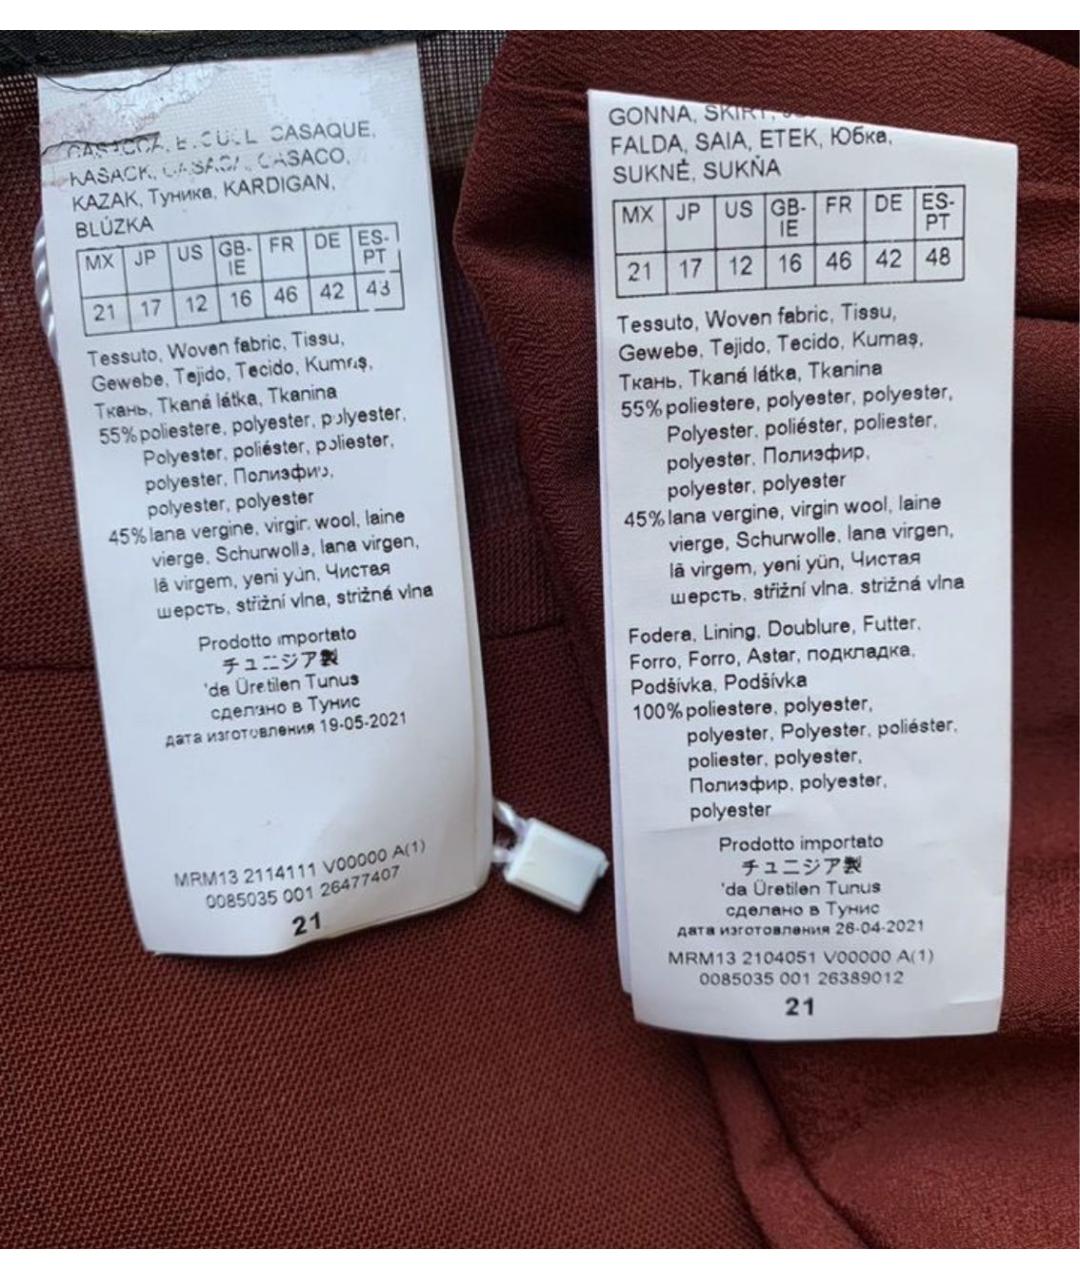 CASAQUE,
KASACK, CASACO,
KAZAK, Туника, KARDIGAN,
BLÚZKA
MX JP US GB-IE FR DE ES-PT
21 17 12 16 46 42 48
Tessuto, Woven fabric, Tissu,
Gewebe, Tejido, Tecido, Kumaş,
Ткань, Tkaná látka, Tkanina
55% poliestere, polyester, polyester,
Polyester, poliéster, poliester,
polyester, Полиэфир,
polyester, polyester
45% lana vergine, virgin wool, laine
vierge, Schurwolle, lana virgen,
lã virgem, yeni yün, Чистая
шерсть, střižní vlna, strižná vlna
Prodotto importato
チュニジア製
'da Üretilen Tunus
сделано в Тунис
дата изготовления 19-05-2021
MRM13 2114111 V00000 A(1)
0085035 001 26477407
21
GONNA, SKIRT,
FALDA, SAIA, ETEK, Юбка,
SUKNĚ, SUKŇA
MX JP US GB-IE FR DE ES-PT
21 17 12 16 46 42 48
Tessuto, Woven fabric, Tissu,
Gewebe, Tejido, Tecido, Kumaş,
Ткань, Tkaná látka, Tkanina
55% poliestere, polyester, polyester,
Polyester, poliéster, poliester,
polyester, Полиэфир,
polyester, polyester
45% lana vergine, virgin wool, laine
vierge, Schurwolle, lana virgen,
lã virgem, yeni yün, Чистая
шерсть, střižní vlna, strižná vlna
Fodera, Lining, Doublure, Futter,
Forro, Forro, Astar, подкладка,
Podšívka, Podšívka
100% poliestere, polyester,
polyester, Polyester, poliéster,
poliester, polyester,
Полиэфир, polyester,
polyester
Prodotto importato
チュニジア製
'da Üretilen Tunus
сделано в Тунис
дата изготовления 26-04-2021
MRM13 2104051 V00000 A(1)
0085035 001 26389012
21